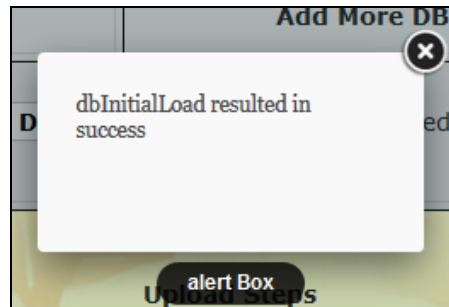 Add More DB
dbInitialLoad resulted in
success
D
ed
alert Box
Upload Steps